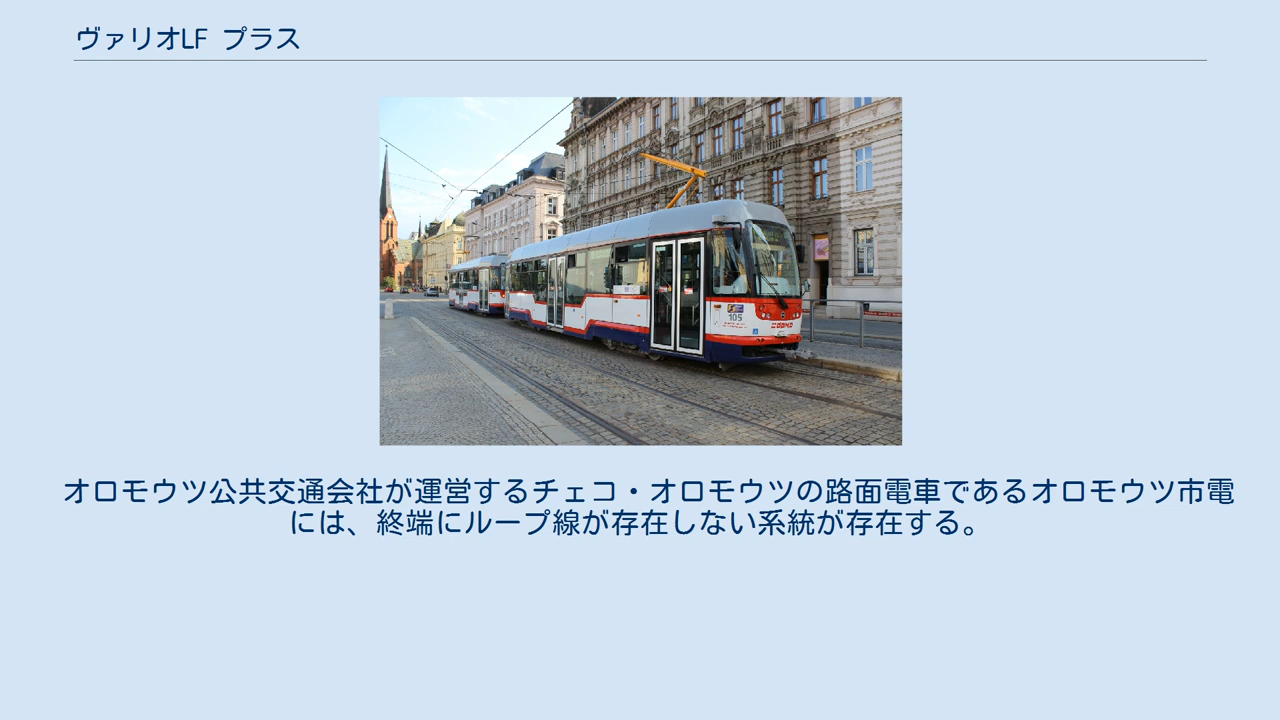 ヴァリオLF プラス
105
オロモウツ公共交通会社が運営するチェコ・オロモウツの路面電車であるオロモウツ市電
には、終端にループ線が存在しない系統が存在する。